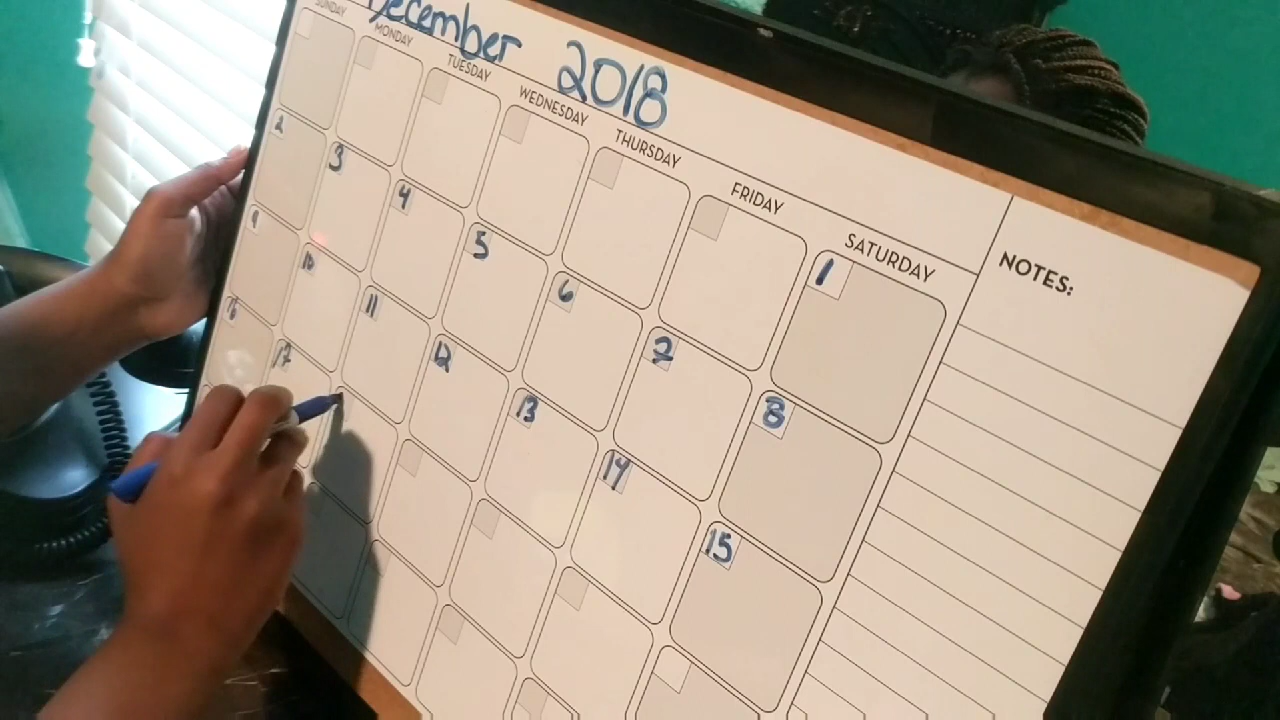 December 2018
SUNDAY MONDAY TUESDAY WEDNESDAY THURSDAY FRIDAY SATURDAY
NOTES:
1
2 3 4 5 6 7 8
9 10 11 12 13 14 15
16 17